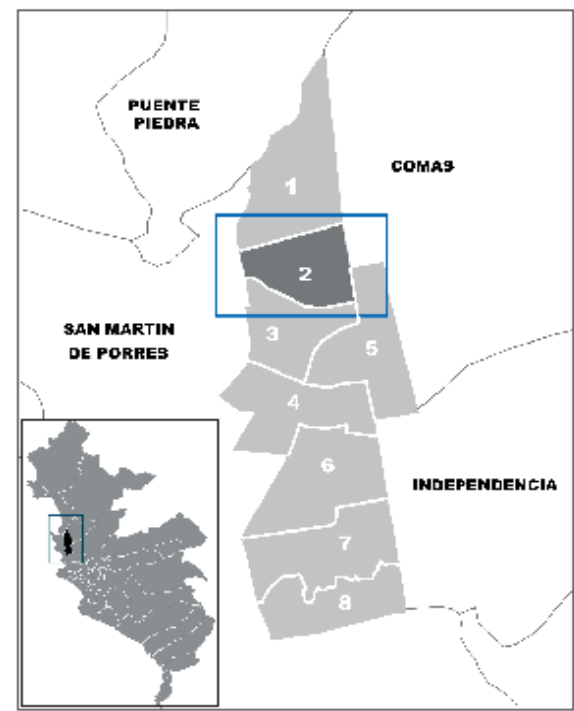 PUENTE
PIEDRA
COMAS
1
2
3
SAN MARTIN
DE PORRES
5
4
6
INDEPENDENCIA
7
8